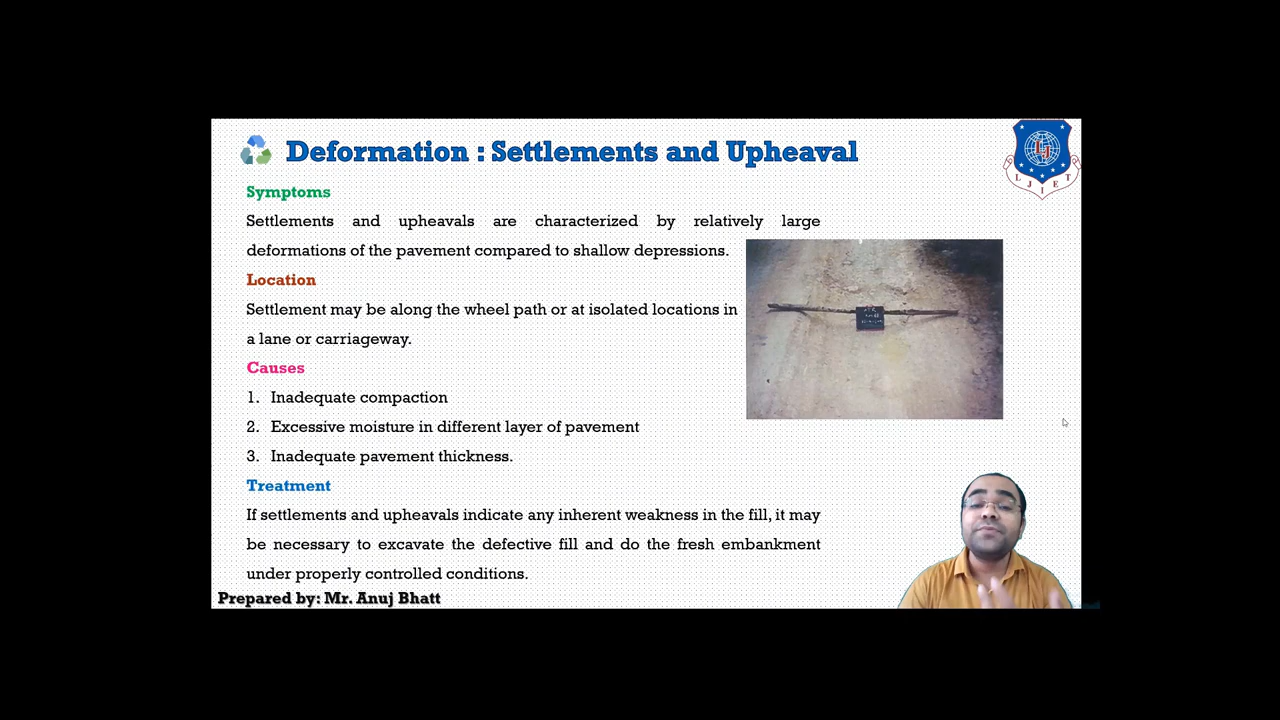 Deformation : Settlements and Upheaval
LJ
L J I E T
Symptoms
Settlements and upheavals are characterized by relatively large
deformations of the pavement compared to shallow depressions.
Location
Settlement may be along the wheel path or at isolated locations in
a lane or carriageway.
Causes
1. Inadequate compaction
2. Excessive moisture in different layer of pavement
3. Inadequate pavement thickness.
Treatment
If settlements and upheavals indicate any inherent weakness in the fill, it may
be necessary to excavate the defective fill and do the fresh embankment
under properly controlled conditions.
Prepared by: Mr. Anuj Bhatt